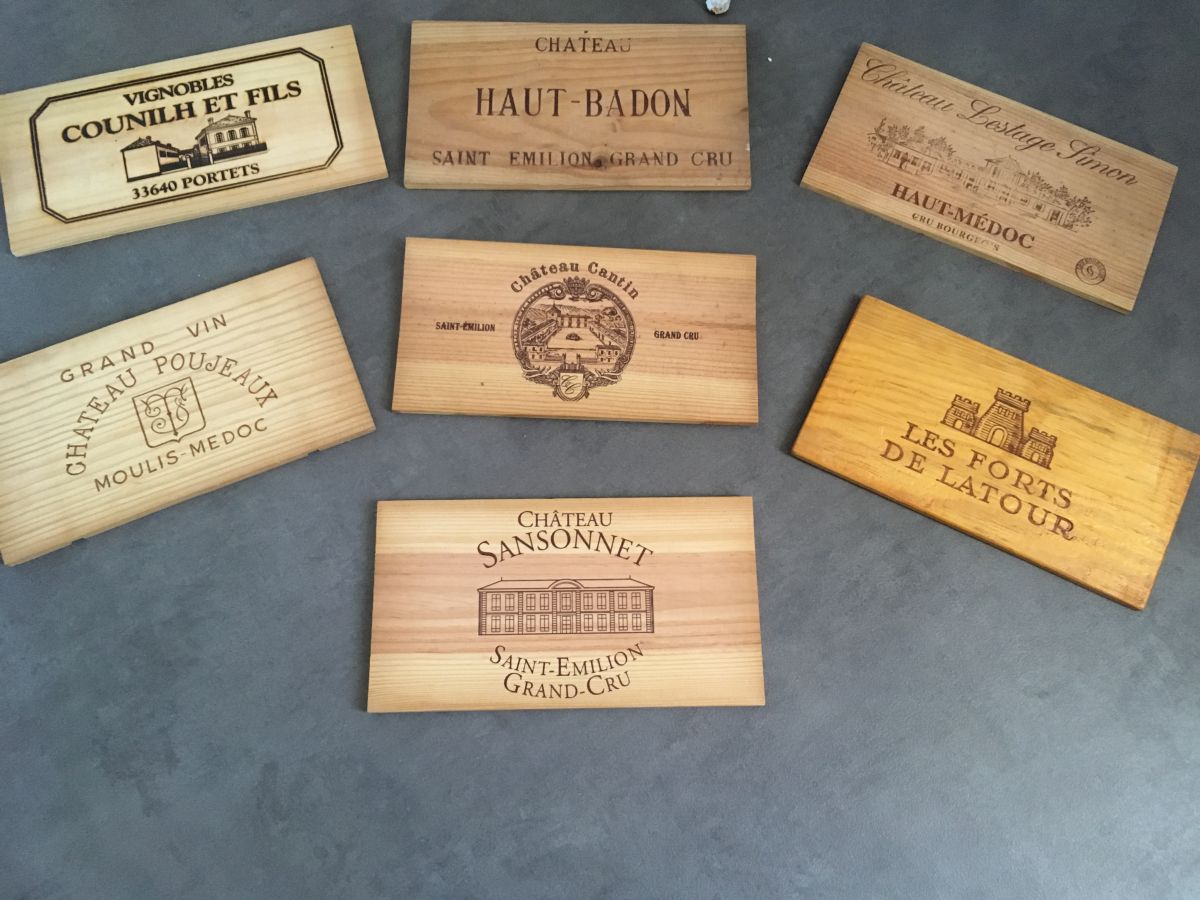 VIGNOBLES
COUNILH ET FILS
33640 PORTETS
CHATEAU
HAUT-BADON
SAINT EMILION GRAND CRU
Château Lestage Simon
HAUT-MÉDOC
CRU BOURGEOIS
GRAND VIN
CHATEAU POUJEAUX
MOULIS-MEDOC
Château Cantin
SAINT-ÉMILION
GRAND CRU
LES FORTS
DE LATOUR
CHÂTEAU
SANSONNET
SAINT-EMILION
GRAND-CRU